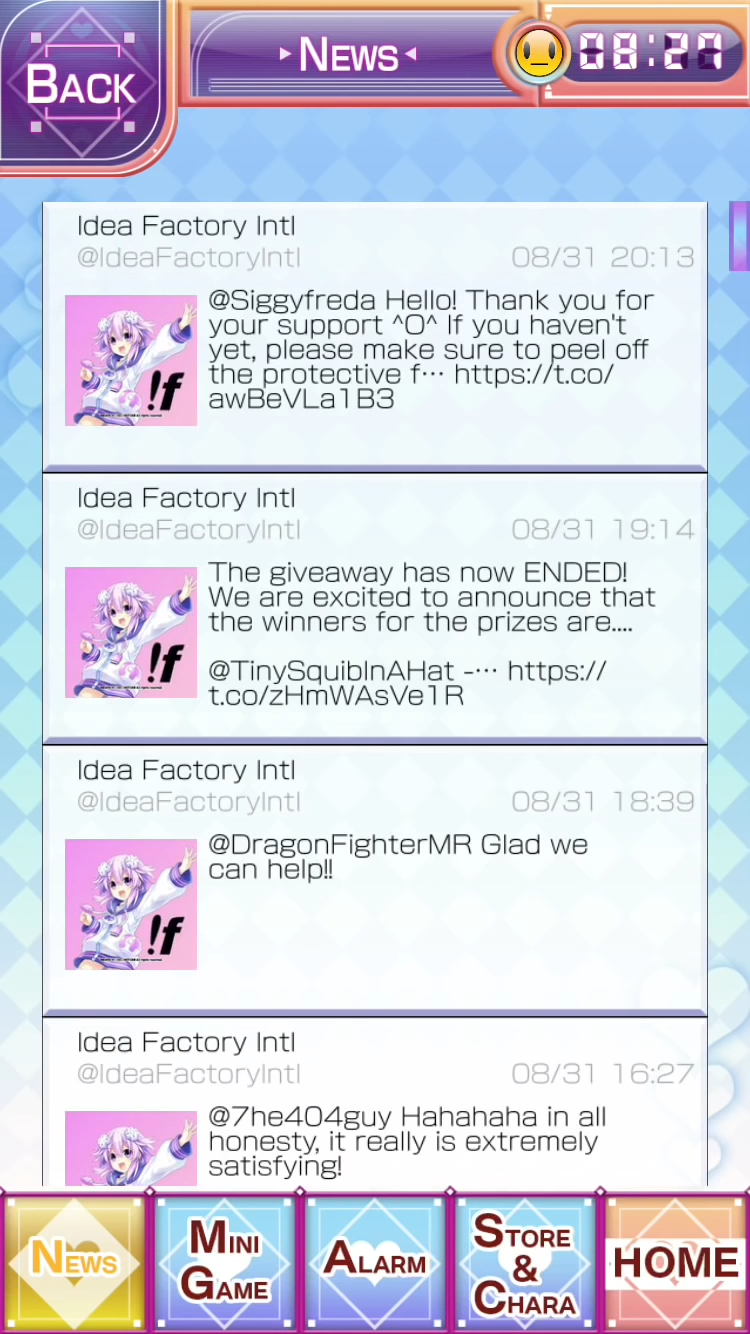 BACK
NEWS
08:27
Idea Factory Intl
@IdeaFactoryIntl 08/31 20:13
@Siggyfreda Hello! Thank you for
your support ^O^ If you haven't
yet, please make sure to peel off
the protective f… https://t.co/
awBeVLa1B3
!f
Idea Factory Intl
@IdeaFactoryIntl 08/31 19:14
The giveaway has now ENDED!
We are excited to announce that
the winners for the prizes are....
@TinySquibInAHat -… https://
t.co/zHmWAsVe1R
!f
Idea Factory Intl
@IdeaFactoryIntl 08/31 18:39
@DragonFighterMR Glad we
can help!!
!f
Idea Factory Intl
@IdeaFactoryIntl 08/31 16:27
@7he404guy Hahahaha in all
honesty, it really is extremely
satisfying!
NEWS
MINI
GAME
ALARM
STORE
&
CHARA
HOME